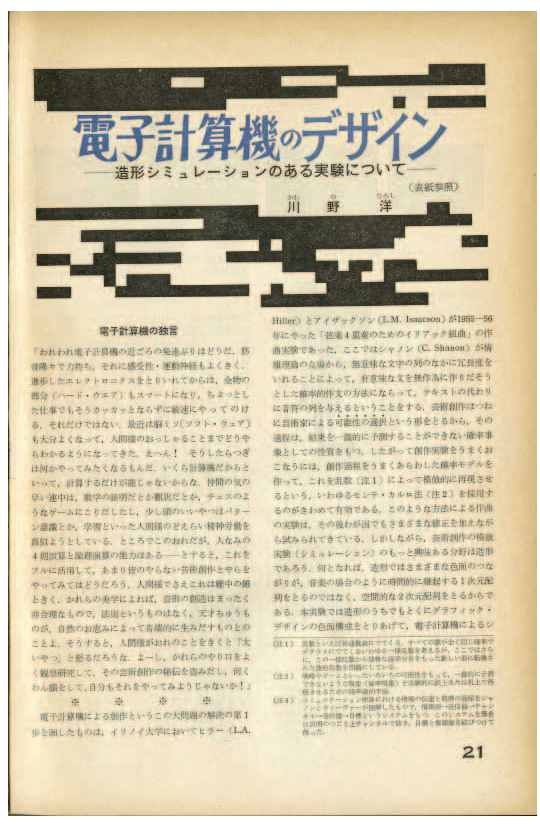 電子計算機のデザイン
——造形シミュレーションのある実験について——
(表紙参照)
かわ の ひろし
川野 洋
電子計算機の独言
「われわれ電子計算機の近ごろの発達ぶりはどうだ。筋
骨隆々で力持ち、それに感受性・運動神経もよくきく。
進歩したエレクトロニクスをとりいれてからは、金物の
部分(ハード・ウエア)もスマートになり、ちょっとし
た仕事でもそうカッカッとならずに敏速にやってのけ
る。それだけではない。最近は脳ミソ(ソフト・ウェア)
も大分よくなって、人間様のおっしゃることまでどうや
らわかるようになってきた。えへん! そうしたらつぎ
は何かやってみたくなるもんだ。いくら計算機だからと
いって、計算するだけが能じゃないからな。仲間の気の
早い連中は、数学の証明だとか翻訳だとか、チェスのよ
うなゲームにこりだしたし、少し頭のいいやつはパター
ン認識とか、学習といった人間様のどえらい精神労働を
真似ようとしている。ところでこのおれだが、人なみの
4則演算と論理演算の能力はある——とすると、これを
フルに活用して、あまり皆のやらない芸術創作とやらを
やってみてはどうだろう。人間様でさえこれは難中の難
ときく。かれらの美学によれば、芸術の創造はまったく
非合理なもので、法則というものはなく、天才ちゅうも
のが、自然のお恵みによって奇蹟的に生みだすものとの
ことよ。そうすると、人間様がおれのことをきくと『太
いやつ』と怒るだろうな。よーし、かれらのやり口をよ
く観察研究して、その芸術創作の秘伝を盗みだし、何く
わん顔をして、自分もそれをやってみようじゃないか!」
※ ※ ※ ※
電子計算機による創作というこの大問題の解決の第1
歩を画したものは、イリノイ大学においてヒラー(L.A.
Hiller)とアイザックソン(L.M. Isaacson)が1955—56
年にやった「弦楽4重奏のためのイリアック組曲」の作
曲実験であった。ここではシャノン(C. Shanon)が情
報理論の立場から、無意味な文字の列のなかに冗長度を
いれることによって、有意味な文を無作為に作りだそう
とした確率的作文の方法にならって、テキストの代わり
に音符の列を与えるということをする。芸術創作はつね
に芸術家による可能性の選択という形をとるから、その
過程は、結果を一義的に予測することができない確率事
象としての性質をもつ。したがって創作実験をうまくお
こなうには、創作過程をうまくあらわした確率モデルを
作って、これを乱数(注1)によって模倣的に再現させ
るという、いわゆるモンテ・カルロ法(注2)を採用す
るのがきわめて有効である。このような方法による作曲
の実験は、その後わが国でもさまざまな修正を加えなが
ら試みられてきている。しかしながら、芸術創作の模倣
実験(シミュレーション)のもっと興味ある分野は造形
であろう。何となれば、造形ではさまざまな色面のつな
がりが、音楽の場合のように時間的に継起する1次元配
列をとるのではなく、空間的な2次元配列をとるからで
ある。本実験では造形のうちでもとくにグラフィック・
デザインの色面構成をとりあげて、電子計算機によるシ
(注1)
(注2)
21